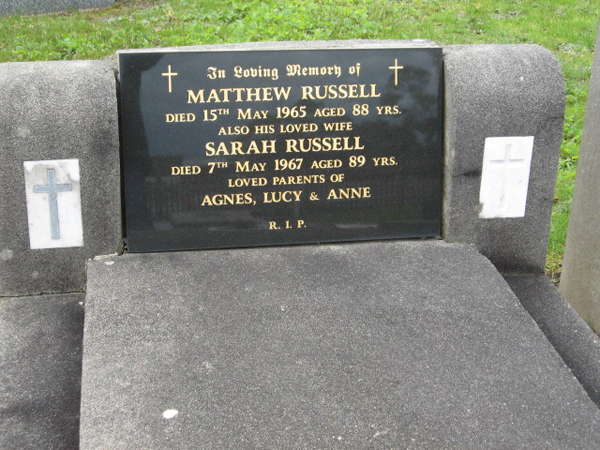 In Loving Memory of
MATTHEW RUSSELL
DIED 15TH MAY 1965 AGED 88 YRS.
ALSO HIS LOVED WIFE
SARAH RUSSELL
DIED 7TH MAY 1967 AGED 89 YRS.
LOVED PARENTS OF
AGNES, LUCY & ANNE
R. I. P.